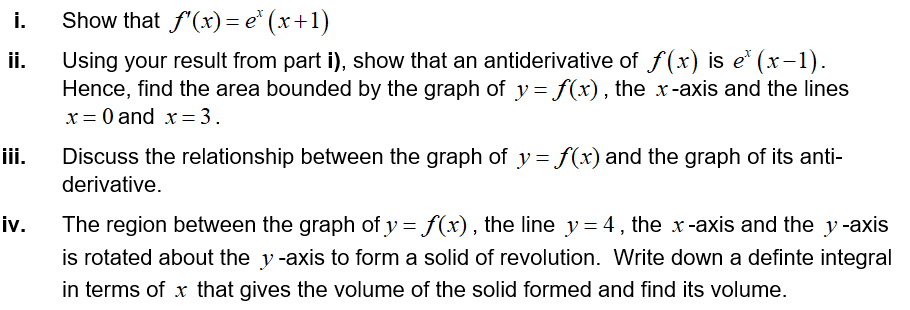 i. Show that f'(x) = eˣ(x+1)
ii. Using your result from part i), show that an antiderivative of f(x) is eˣ(x−1).
Hence, find the area bounded by the graph of y = f(x), the x-axis and the lines
x = 0 and x = 3.
iii. Discuss the relationship between the graph of y = f(x) and the graph of its anti-
derivative.
iv. The region between the graph of y = f(x), the line y = 4, the x-axis and the y-axis
is rotated about the y-axis to form a solid of revolution. Write down a definte integral
in terms of x that gives the volume of the solid formed and find its volume.